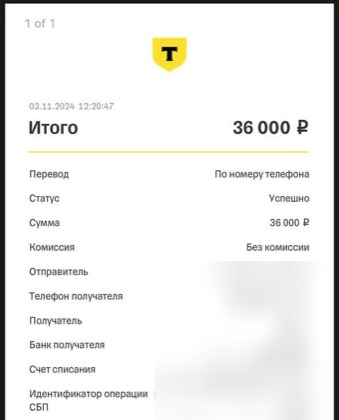 1 of 1
T
03.11.2024 12:20:47
Итого 36 000 ₽
Перевод По номеру телефона
Статус Успешно
Сумма 36 000 ₽
Комиссия Без комиссии
Отправитель
Телефон получателя
Получатель
Банк получателя
Счет списания
Идентификатор операции
СБП